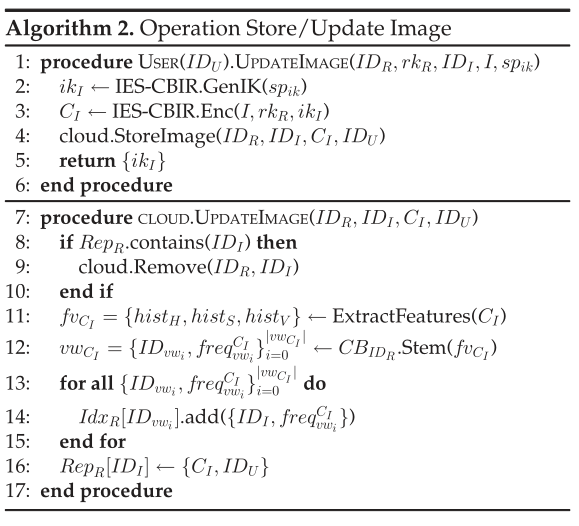 Algorithm 2. Operation Store/Update Image
1: procedure USER(ID_U).UPDATEIMAGE(ID_R, rk_R, ID_I, I, sp_{ik})
2: ik_I ← IES-CBIR.GenIK(sp_{ik})
3: C_I ← IES-CBIR.Enc(I, rk_R, ik_I)
4: cloud.StoreImage(ID_R, ID_I, C_I, ID_U)
5: return {ik_I}
6: end procedure
7: procedure CLOUD.UPDATEIMAGE(ID_R, ID_I, C_I, ID_U)
8: if Rep_R.contains(ID_I) then
9: cloud.Remove(ID_R, ID_I)
10: end if
11: fv_{C_I} = {hist_H, hist_S, hist_V} ← ExtractFeatures(C_I)
12: vw_{C_I} = {ID_{vw_i}, freq_{vw_i}^{C_I}}_{i=0}^{|vw_{C_I}|} ← CB_{ID_R}.Stem(fv_{C_I})
13: for all {ID_{vw_i}, freq_{vw_i}^{C_I}}_{i=0}^{|vw_{C_I}|} do
14: Idx_R[ID_{vw_i}].add({ID_I, freq_{vw_i}^{C_I}})
15: end for
16: Rep_R[ID_I] ← {C_I, ID_U}
17: end procedure